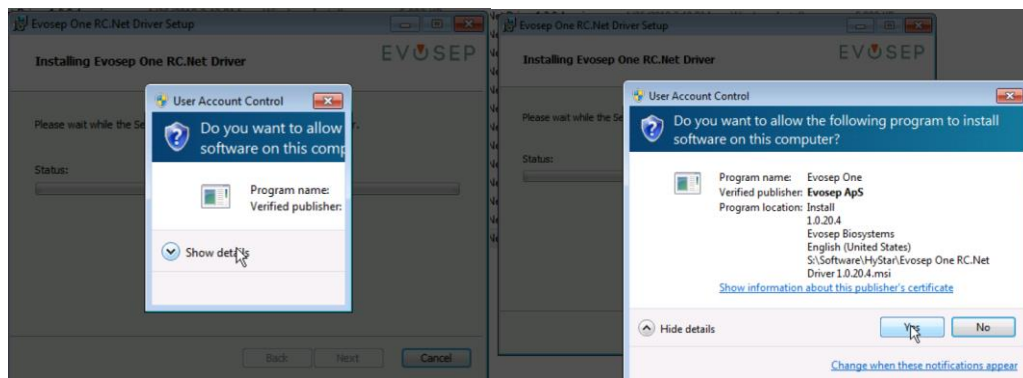 Evosep One RC.Net Driver Setup
EVOSEP
Installing Evosep One RC.Net Driver
Please wait while the Se
r.
Status:
User Account Control
Do you want to allow
software on this comp
Program name:
Verified publisher:
Show details
Back Next Cancel
Evosep One RC.Net Driver Setup
EVOSEP
Installing Evosep One RC.Net Driver
Please wait while the Se
Status:
User Account Control
Do you want to allow the following program to install
software on this computer?
Program name: Evosep One
Verified publisher: Evosep ApS
Program location: Install
1.0.20.4
Evosep Biosystems
English (United States)
S:\Software\HyStar\Evosep One RC.Net
Driver 1.0.20.4.msi
Show information about this publisher's certificate
Hide details
Yes No
Change when these notifications appear